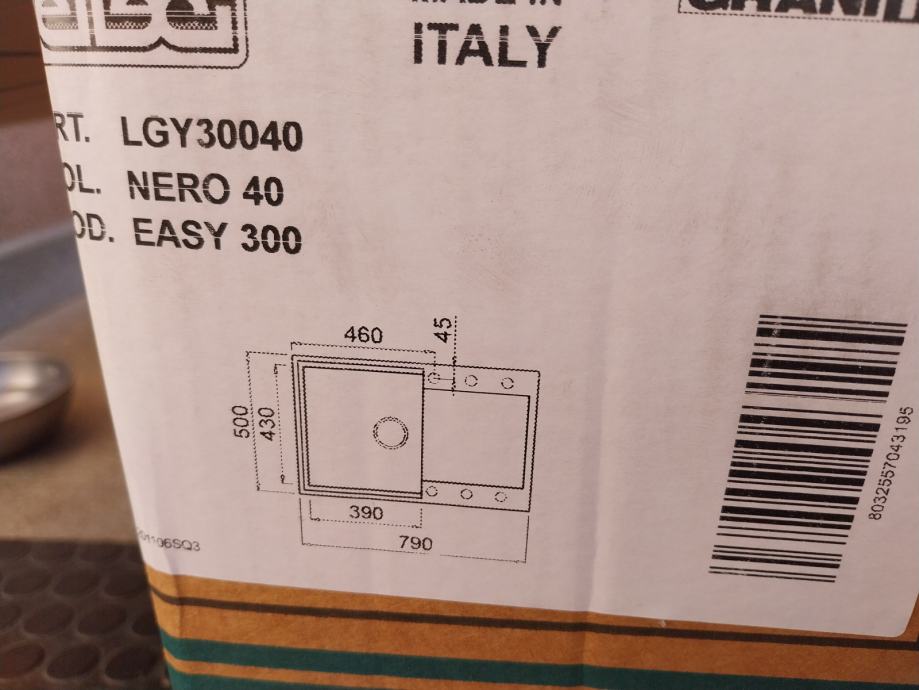 ITALY
RT. LGY30040
OL. NERO 40
OD. EASY 300
460
45
500
430
390
790
8032557043195